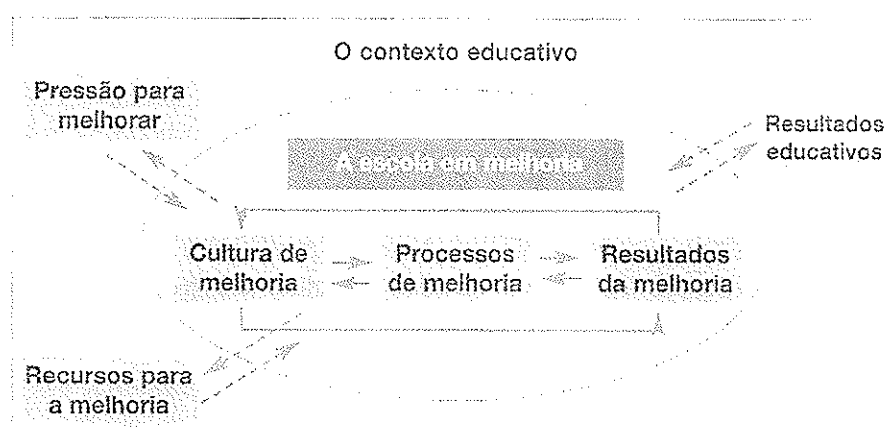 O contexto educativo
Pressão para
melhorar
A escola em melhoria
Resultados
educativos
Cultura de
melhoria
Processos
de melhoria
Resultados
da melhoria
Recursos para
a melhoria